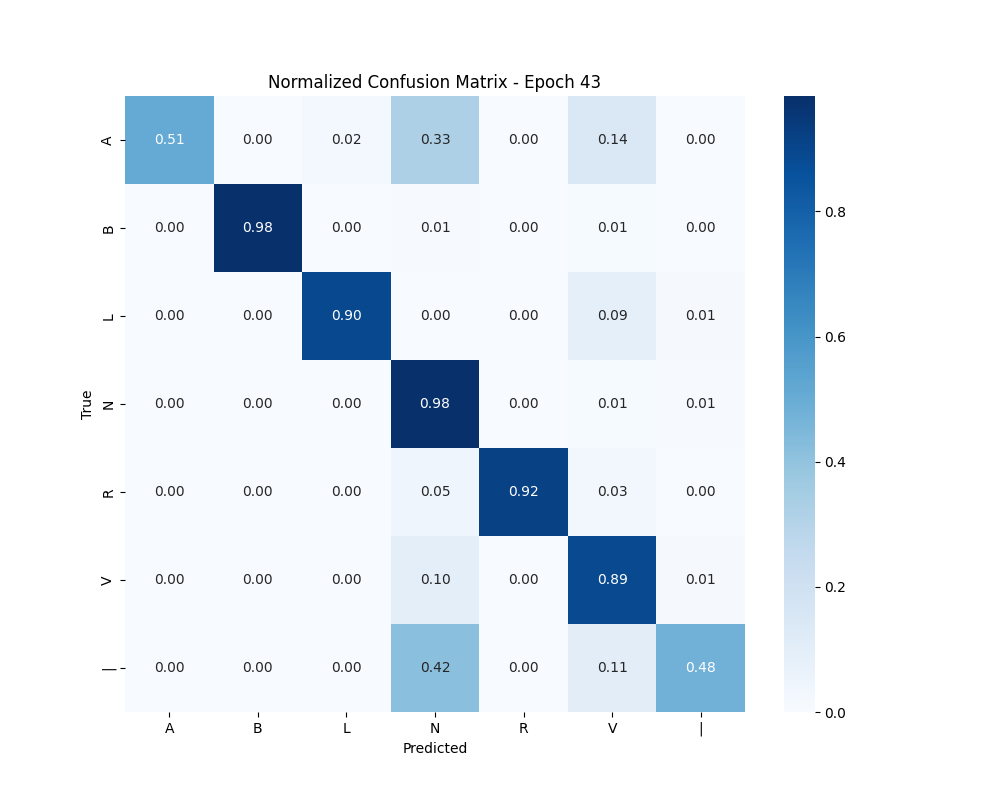 Normalized Confusion Matrix - Epoch 43
A 0.51 0.00 0.02 0.33 0.00 0.14 0.00
B 0.00 0.98 0.00 0.01 0.00 0.01 0.00
L 0.00 0.00 0.90 0.00 0.00 0.09 0.01
N 0.00 0.00 0.00 0.98 0.00 0.01 0.01
R 0.00 0.00 0.00 0.05 0.92 0.03 0.00
V 0.00 0.00 0.00 0.10 0.00 0.89 0.01
| 0.00 0.00 0.00 0.42 0.00 0.11 0.48
A B L N R V |
Predicted
True
0.8
0.6
0.4
0.2
0.0